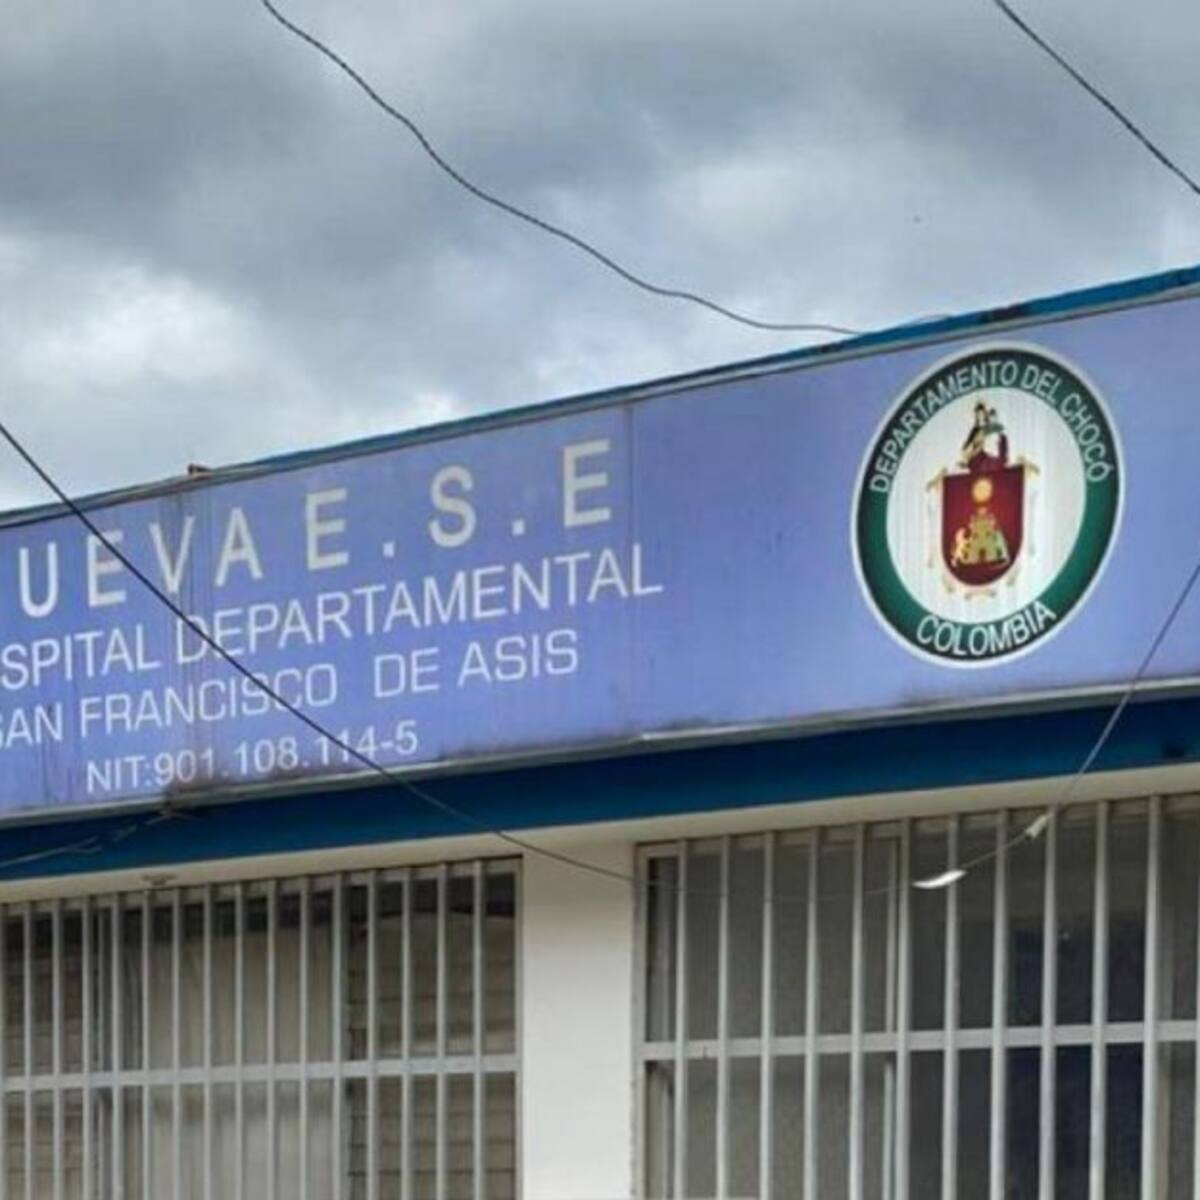 UEVA E.S.E
SPITAL DEPARTAMENTAL
SAN FRANCISCO DE ASIS
NIT:901.108.114-5
DEPARTAMENTO DEL CHOCÓ
COLOMBIA